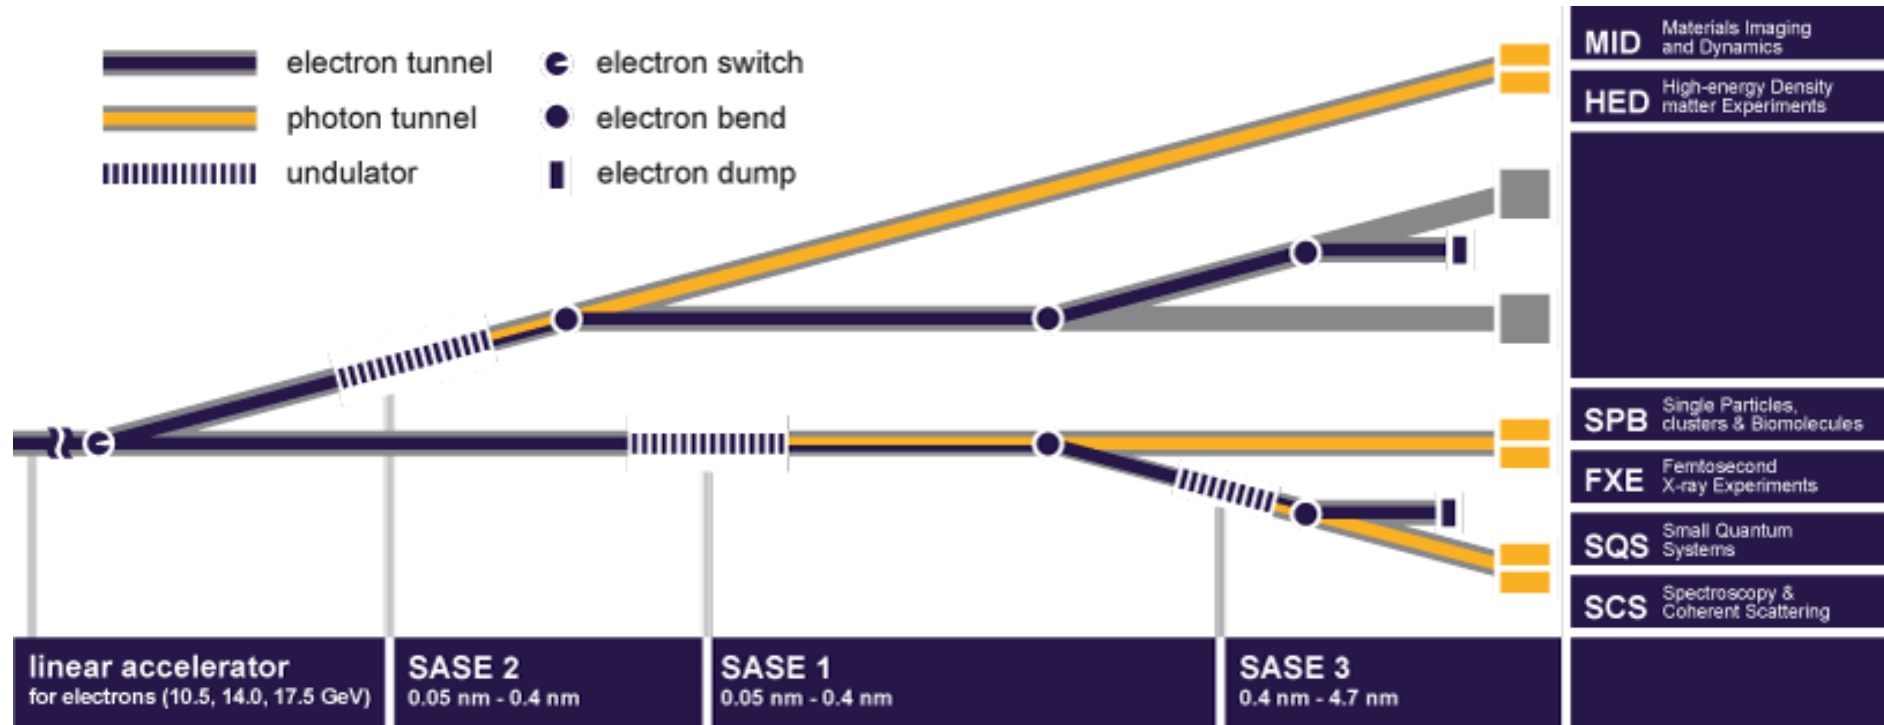 electron tunnel
electron switch
photon tunnel
electron bend
undulator
electron dump
MID Materials Imaging
and Dynamics
HED High-energy Density
matter Experiments
SPB Single Particles,
clusters & Biomolecules
FXE Femtosecond
X-ray Experiments
SQS Small Quantum
Systems
SCS Spectroscopy &
Coherent Scattering
linear accelerator
for electrons (10.5, 14.0, 17.5 GeV)
SASE 2
0.05 nm - 0.4 nm
SASE 1
0.05 nm - 0.4 nm
SASE 3
0.4 nm - 4.7 nm